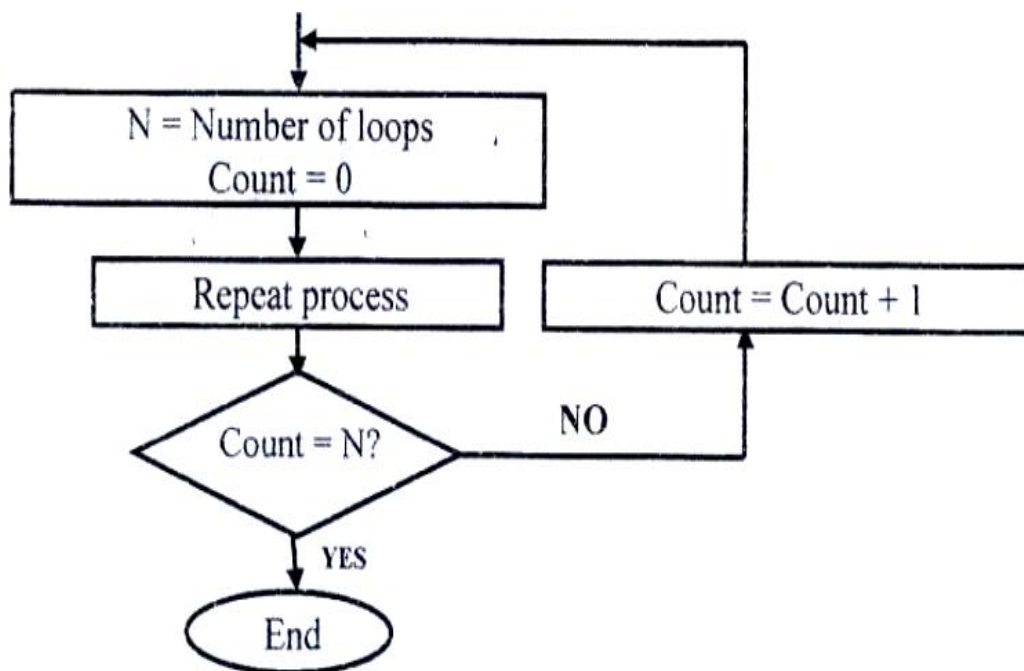 N = Number of loops
Count = 0
Repeat process
Count = Count + 1
Count = N?
NO
YES
End